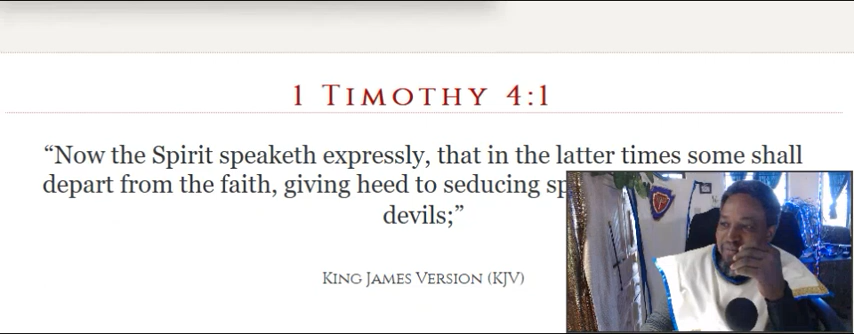 1 Timothy 4:1
“Now the Spirit speaketh expressly, that in the latter times some shall
depart from the faith, giving heed to seducing
devils;”
King James Version (KJV)